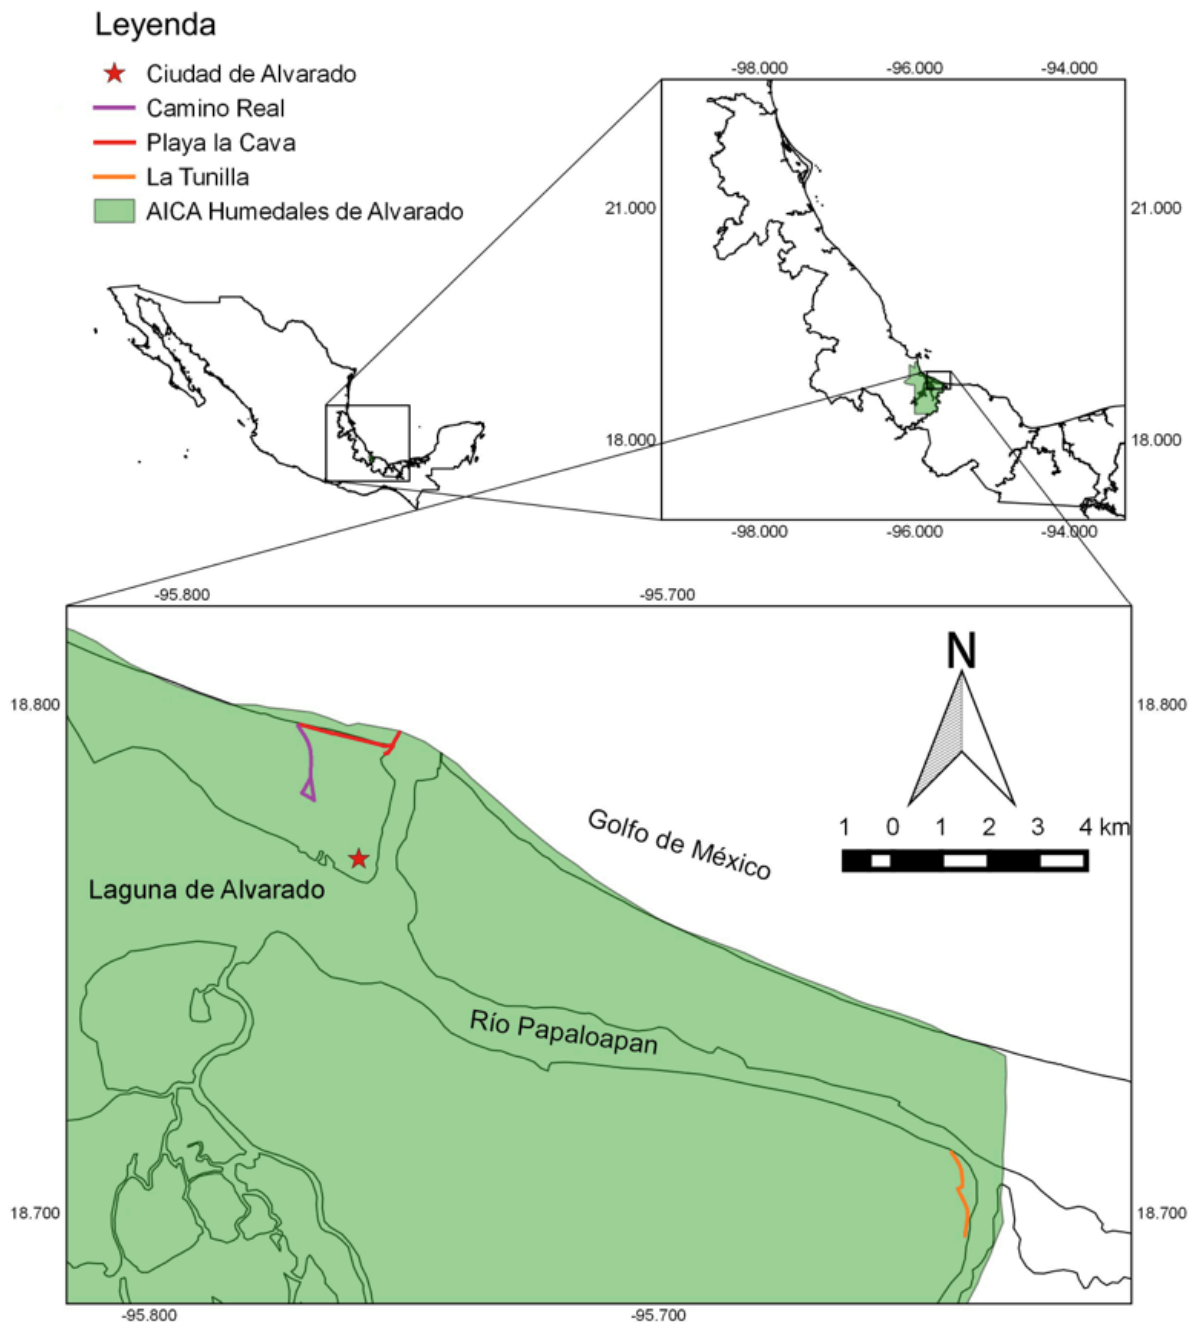 Leyenda
Ciudad de Alvarado
Camino Real
Playa la Cava
La Tunilla
AICA Humedales de Alvarado
-98.000 -96.000 -94.000
21.000 21.000
18.000 18.000
-98.000 -96.000 -94.000
-95.800 -95.700
N
18.800 18.800
1 0 1 2 3 4 km
Golfo de México
Laguna de Alvarado
Río Papaloapan
18.700 18.700
-95.800 -95.700